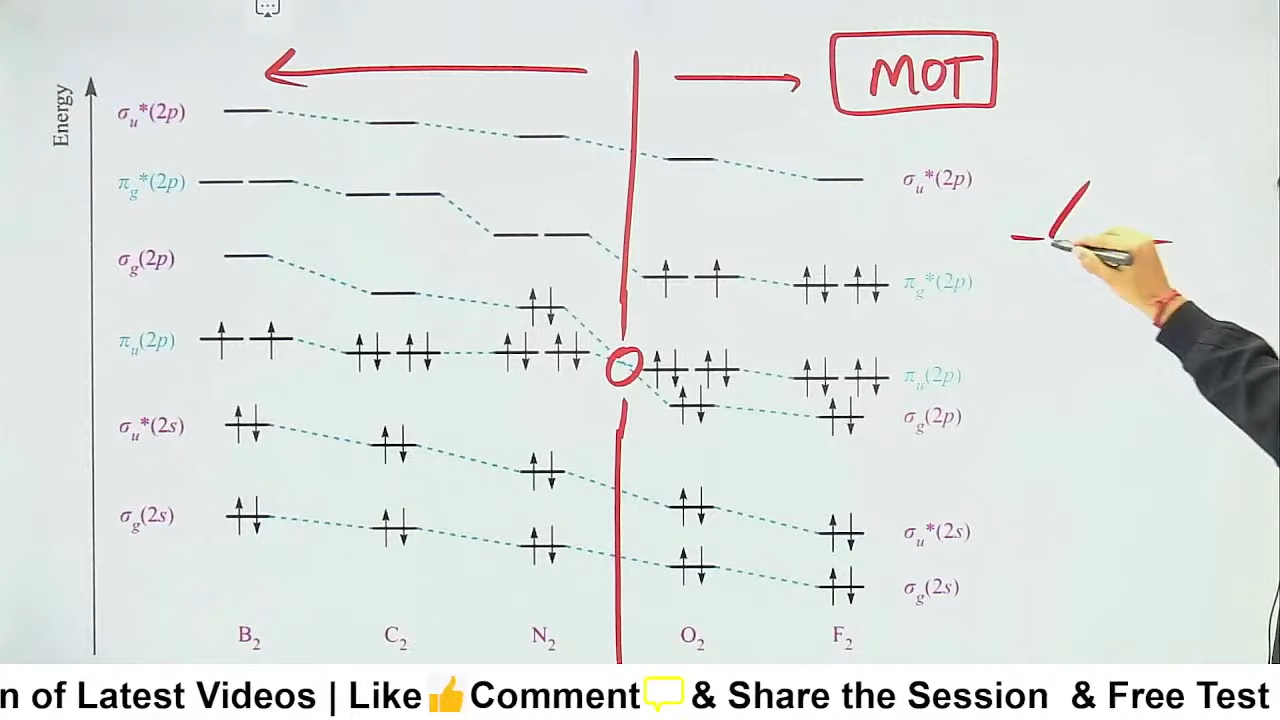 MOT
Energy
σu*(2p)
πg*(2p)
σg(2p)
πu(2p)
σu*(2s)
σg(2s)
σu*(2p)
πg*(2p)
πu(2p)
σg(2p)
σu*(2s)
σg(2s)
B2 C2 N2 O2 F2
n of Latest Videos | Like 👍 Comment & Share the Session & Free Test